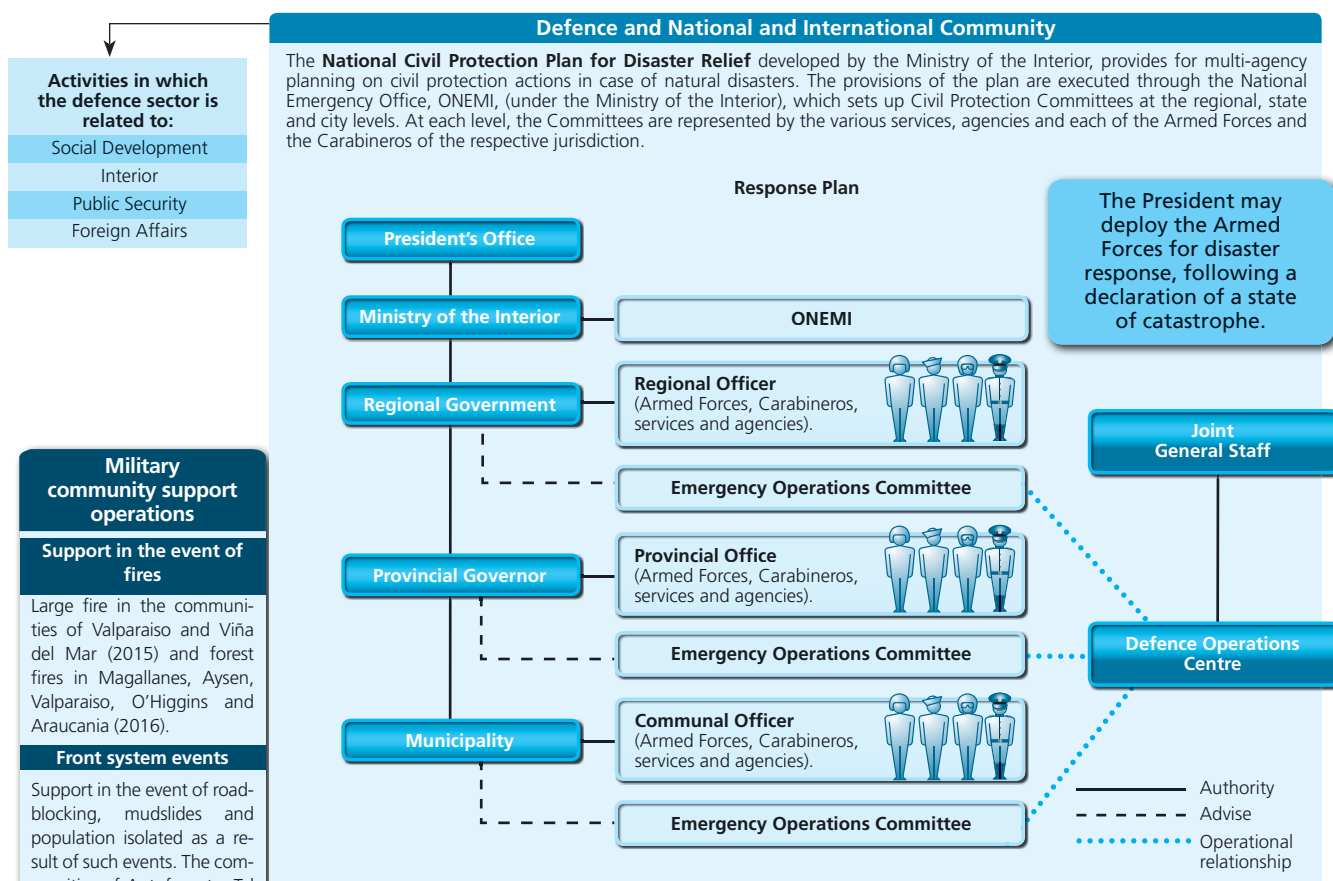 Defence and National and International Community
The National Civil Protection Plan for Disaster Relief developed by the Ministry of the Interior, provides for multi-agency
planning on civil protection actions in case of natural disasters. The provisions of the plan are executed through the National
Emergency Office, ONEMI, (under the Ministry of the Interior), which sets up Civil Protection Committees at the regional, state
and city levels. At each level, the Committees are represented by the various services, agencies and each of the Armed Forces and
the Carabineros of the respective jurisdiction.
Activities in which
the defence sector is
related to:
Social Development
Interior
Public Security
Foreign Affairs
Response Plan
The President may
deploy the Armed
Forces for disaster
response, following a
declaration of a state
of catastrophe.
President's Office
Ministry of the Interior
ONEMI
Regional Government
Regional Officer
(Armed Forces, Carabineros,
services and agencies).
Emergency Operations Committee
Joint
General Staff
Provincial Governor
Provincial Office
(Armed Forces, Carabineros,
services and agencies).
Emergency Operations Committee
Defence Operations
Centre
Municipality
Communal Officer
(Armed Forces, Carabineros,
services and agencies).
Emergency Operations Committee
Authority
Advise
Operational
relationship
Military
community support
operations
Support in the event of
fires
Large fire in the communi-
ties of Valparaiso and Viña
del Mar (2015) and forest
fires in Magallanes, Aysen,
Valparaiso, O'Higgins and
Araucania (2016).
Front system events
Support in the event of road-
blocking, mudslides and
population isolated as a re-
sult of such events. The com-